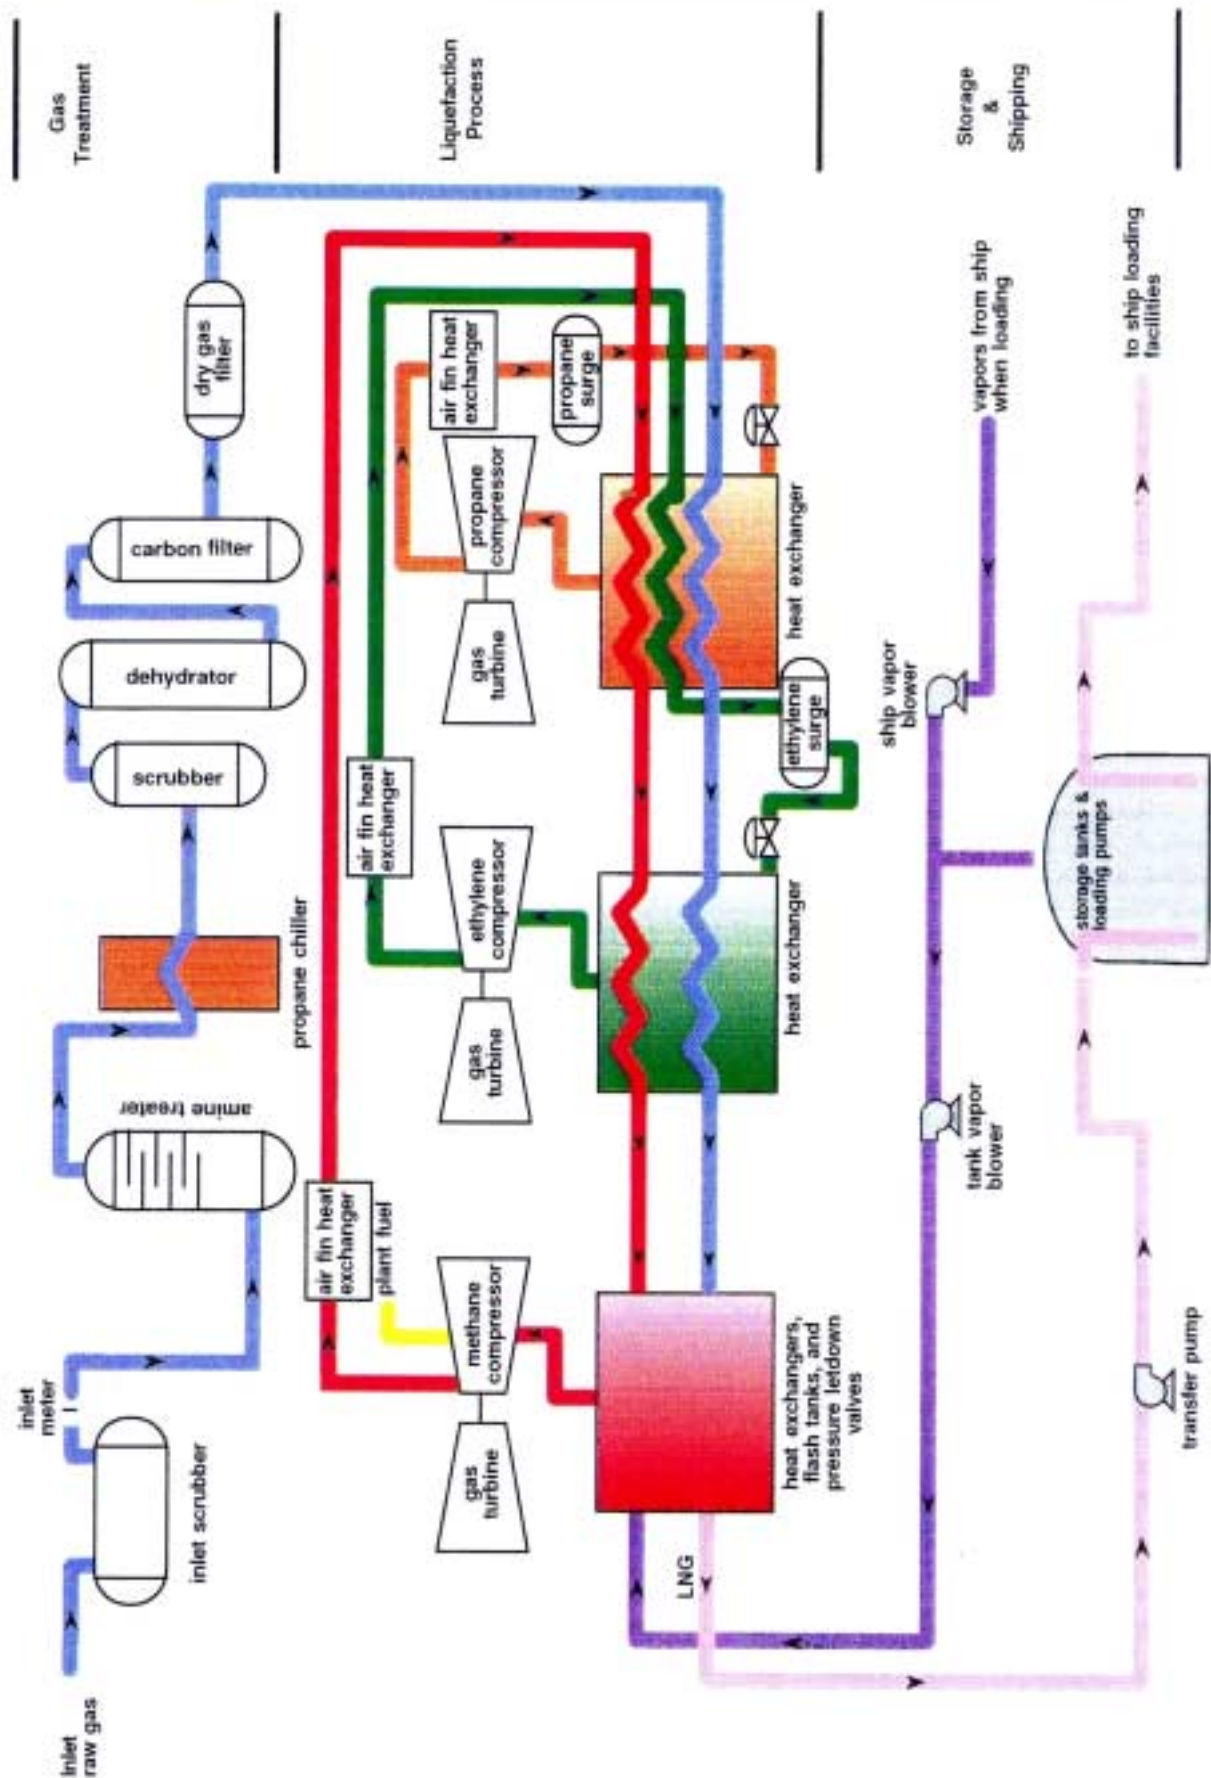 Gas
Treatment
Liquefaction
Process
Storage
&
Shipping
Inlet
raw gas
inlet scrubber
inlet
meter
amine treater
propane chiller
scrubber
dehydrator
carbon filter
dry gas
filter
air fin heat
exchanger
plant fuel
gas
turbine
methane
compressor
air fin heat
exchanger
gas
turbine
ethylene
compressor
gas
turbine
propane
compressor
air fin heat
exchanger
propane
surge
heat exchangers,
flash tanks, and
pressure letdown
valves
heat exchanger
ethylene
surge
heat exchanger
LNG
tank vapor
blower
ship vapor
blower
vapors from ship
when loading
transfer pump
storage tanks &
loading pumps
to ship loading
facilities